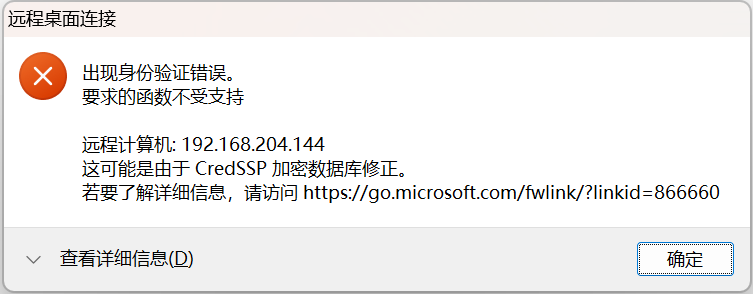 远程桌面连接
出现身份验证错误。
要求的函数不受支持
远程计算机: 192.168.204.144
这可能是由于 CredSSP 加密数据库修正。
若要了解详细信息，请访问 https://go.microsoft.com/fwlink/?linkid=866660
查看详细信息(D)
确定